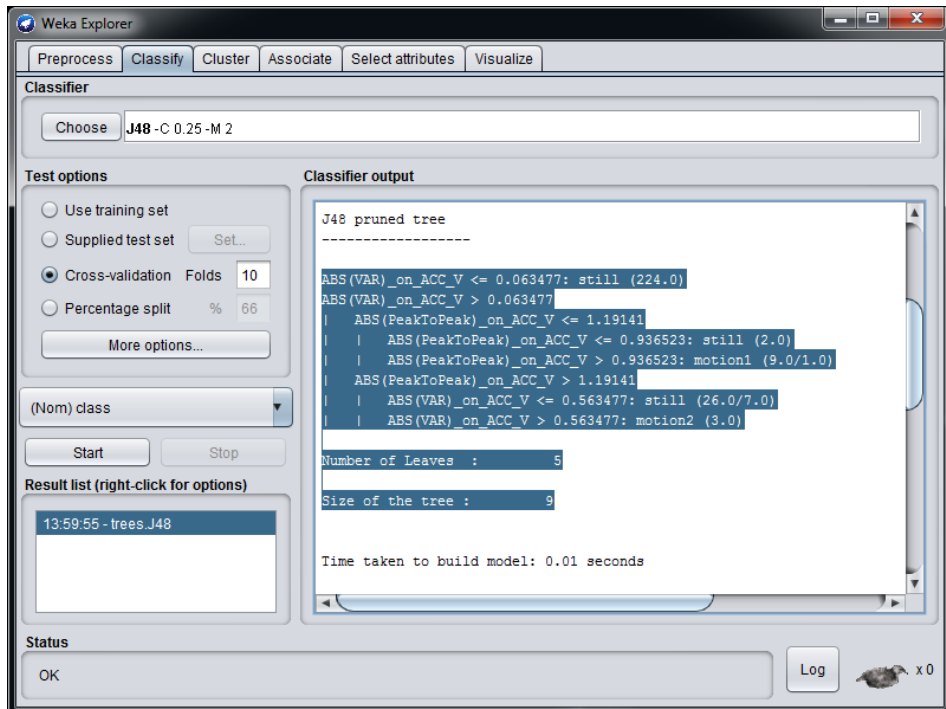 Weka Explorer
Preprocess Classify Cluster Associate Select attributes Visualize
Classifier
Choose J48 -C 0.25 -M 2
Test options
Use training set
Supplied test set Set...
Cross-validation Folds 10
Percentage split % 66
More options...
(Nom) class
Start Stop
Result list (right-click for options)
13:59:55 - trees.J48
Classifier output
J48 pruned tree
------------------
ABS(VAR)_on_ACC_V <= 0.063477: still (224.0)
ABS(VAR)_on_ACC_V > 0.063477
|   ABS(PeakToPeak)_on_ACC_V <= 1.19141
|   |   ABS(PeakToPeak)_on_ACC_V <= 0.936523: still (2.0)
|   |   ABS(PeakToPeak)_on_ACC_V > 0.936523: motion1 (9.0/1.0)
|   ABS(PeakToPeak)_on_ACC_V > 1.19141
|   |   ABS(VAR)_on_ACC_V <= 0.563477: still (26.0/7.0)
|   |   ABS(VAR)_on_ACC_V > 0.563477: motion2 (3.0)
Number of Leaves  :         5
Size of the tree :         9
Time taken to build model: 0.01 seconds
Status
OK
Log x 0